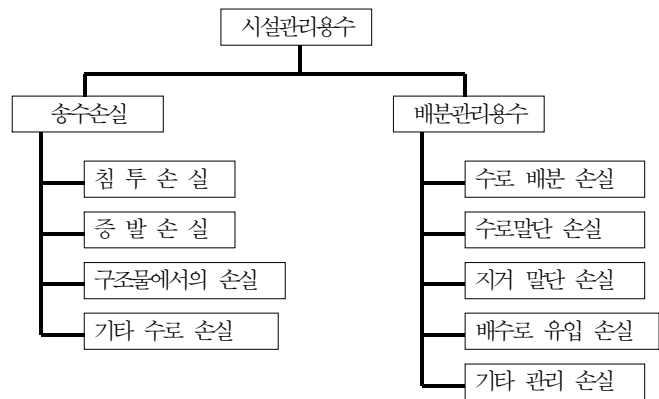 시설관리용수
송수손실
침 투 손 실
증 발 손 실
구조물에서의 손실
기타 수로 손실
배분관리용수
수로 배분 손실
수로말단 손실
지거 말단 손실
배수로 유입 손실
기타 관리 손실